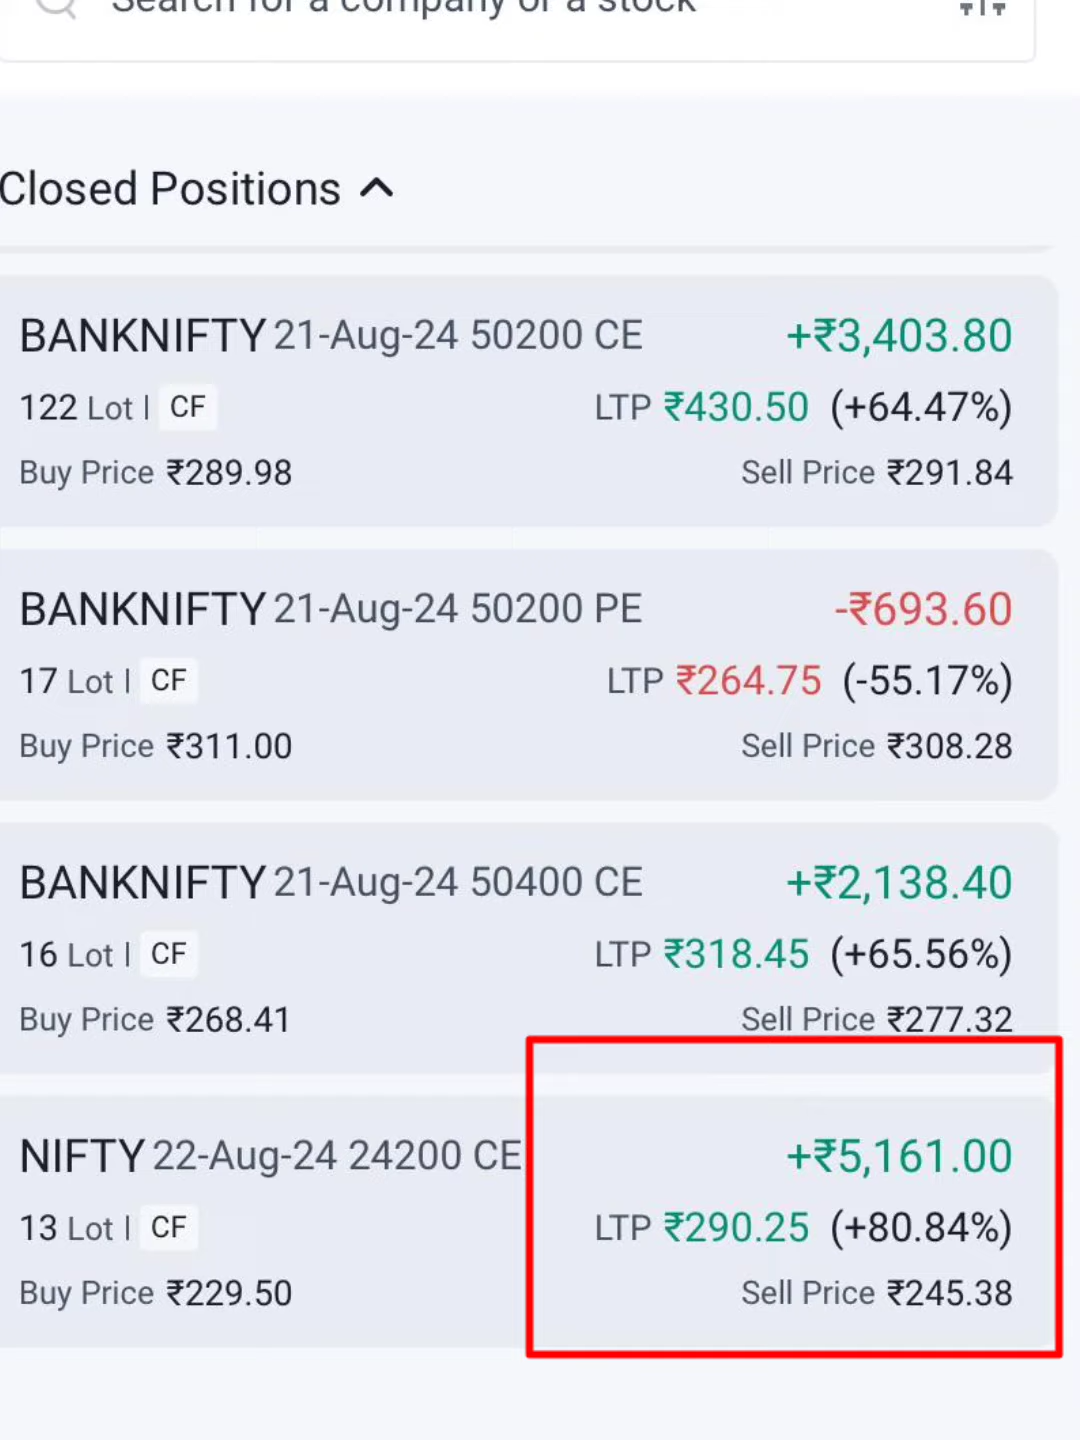 Search for a company or a stock
Closed Positions
BANKNIFTY 21-Aug-24 50200 CE +₹3,403.80
122 Lot | CF LTP ₹430.50 (+64.47%)
Buy Price ₹289.98 Sell Price ₹291.84
BANKNIFTY 21-Aug-24 50200 PE -₹693.60
17 Lot | CF LTP ₹264.75 (-55.17%)
Buy Price ₹311.00 Sell Price ₹308.28
BANKNIFTY 21-Aug-24 50400 CE +₹2,138.40
16 Lot | CF LTP ₹318.45 (+65.56%)
Buy Price ₹268.41 Sell Price ₹277.32
NIFTY 22-Aug-24 24200 CE +₹5,161.00
13 Lot | CF LTP ₹290.25 (+80.84%)
Buy Price ₹229.50 Sell Price ₹245.38